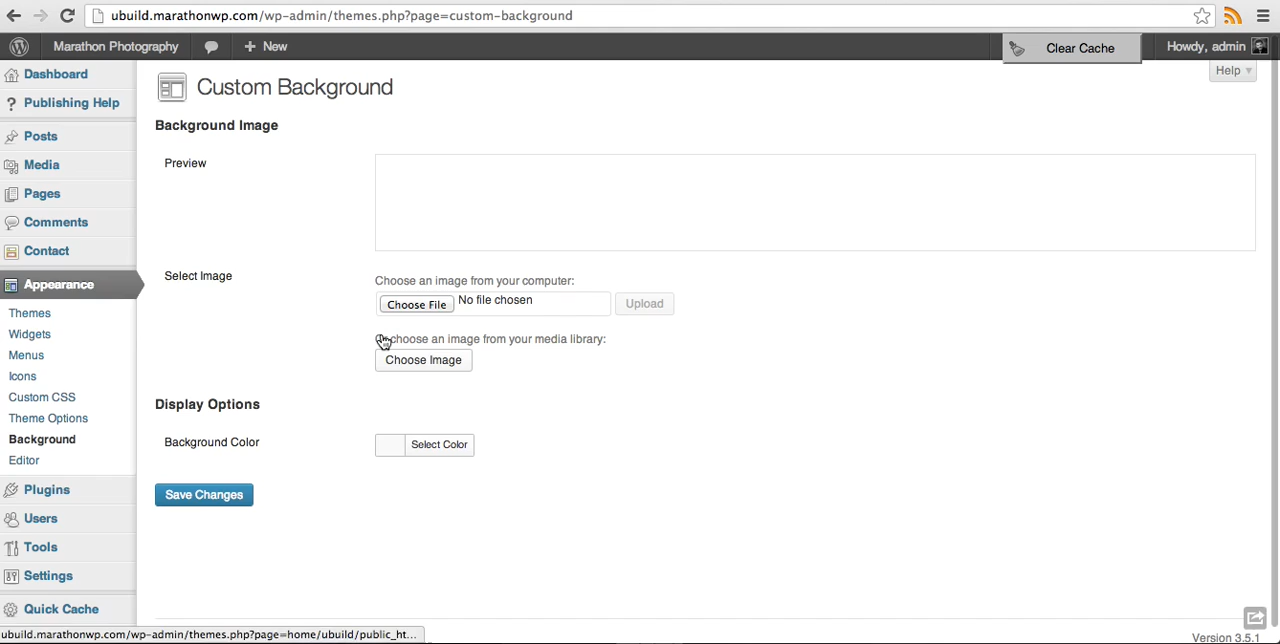 ubuild.marathonwp.com/wp-admin/themes.php?page=custom-background
Marathon Photography
+ New
Clear Cache
Howdy, admin
Help
Dashboard
Publishing Help
Posts
Media
Pages
Comments
Contact
Appearance
Themes
Widgets
Menus
Icons
Custom CSS
Theme Options
Background
Editor
Plugins
Users
Tools
Settings
Quick Cache
Custom Background
Background Image
Preview
Select Image
Choose an image from your computer:
Choose File No file chosen Upload
choose an image from your media library:
Choose Image
Display Options
Background Color
Select Color
Save Changes
ubuild.marathonwp.com/wp-admin/themes.php?page=home/ubuild/public_ht...
Version 3.5.1